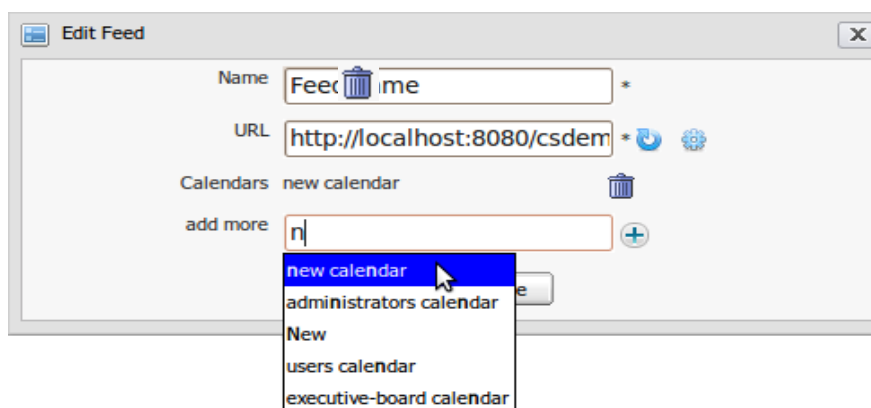 Edit Feed
Name Feed me *
URL http://localhost:8080/csdem *
Calendars new calendar
add more n
new calendar
administrators calendar
New
users calendar
executive-board calendar